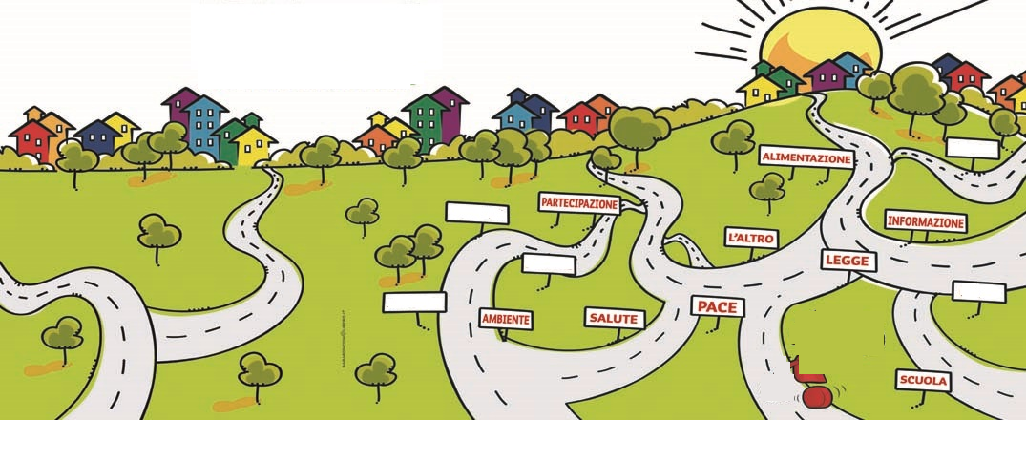 ALIMENTAZIONE
PARTECIPAZIONE
INFORMAZIONE
L'ALTRO
LEGGE
PACE
AMBIENTE
SALUTE
SCUOLA